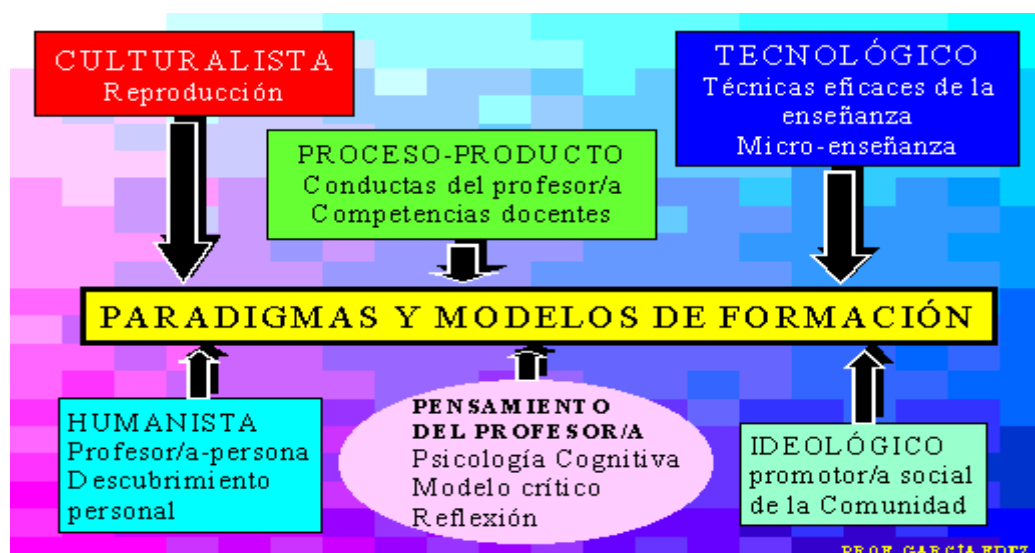 CULTURALISTA
Reproducción
TECNOLÓGICO
Técnicas eficaces de la
enseñanza
Micro-enseñanza
PROCESO-PRODUCTO
Conductas del profesor/a
Competencias docentes
PARADIGMAS Y MODELOS DE FORMACIÓN
HUMANISTA
Profesor/a-persona
Descubrimiento
personal
PENSAMIENTO
DEL PROFESOR/A
Psicología Cognitiva
Modelo crítico
Reflexión
IDEOLÓGICO
promotor/a social
de la Comunidad
PROF. GARCÍA